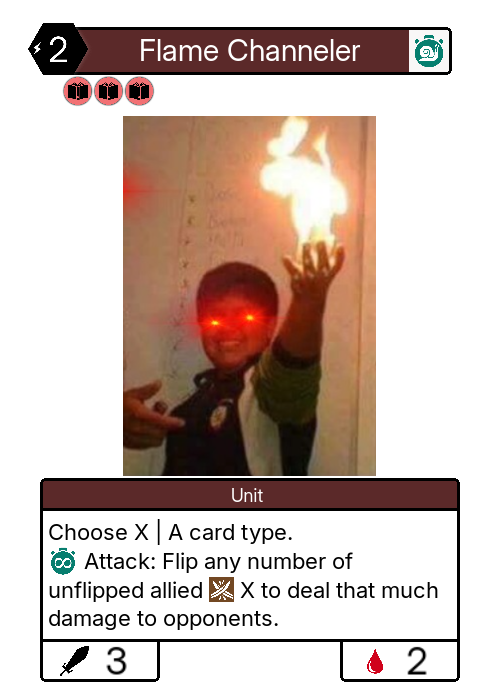 2 Flame Channeler
Unit
Choose X | A card type.
Attack: Flip any number of
unflipped allied X to deal that much
damage to opponents.
3 2